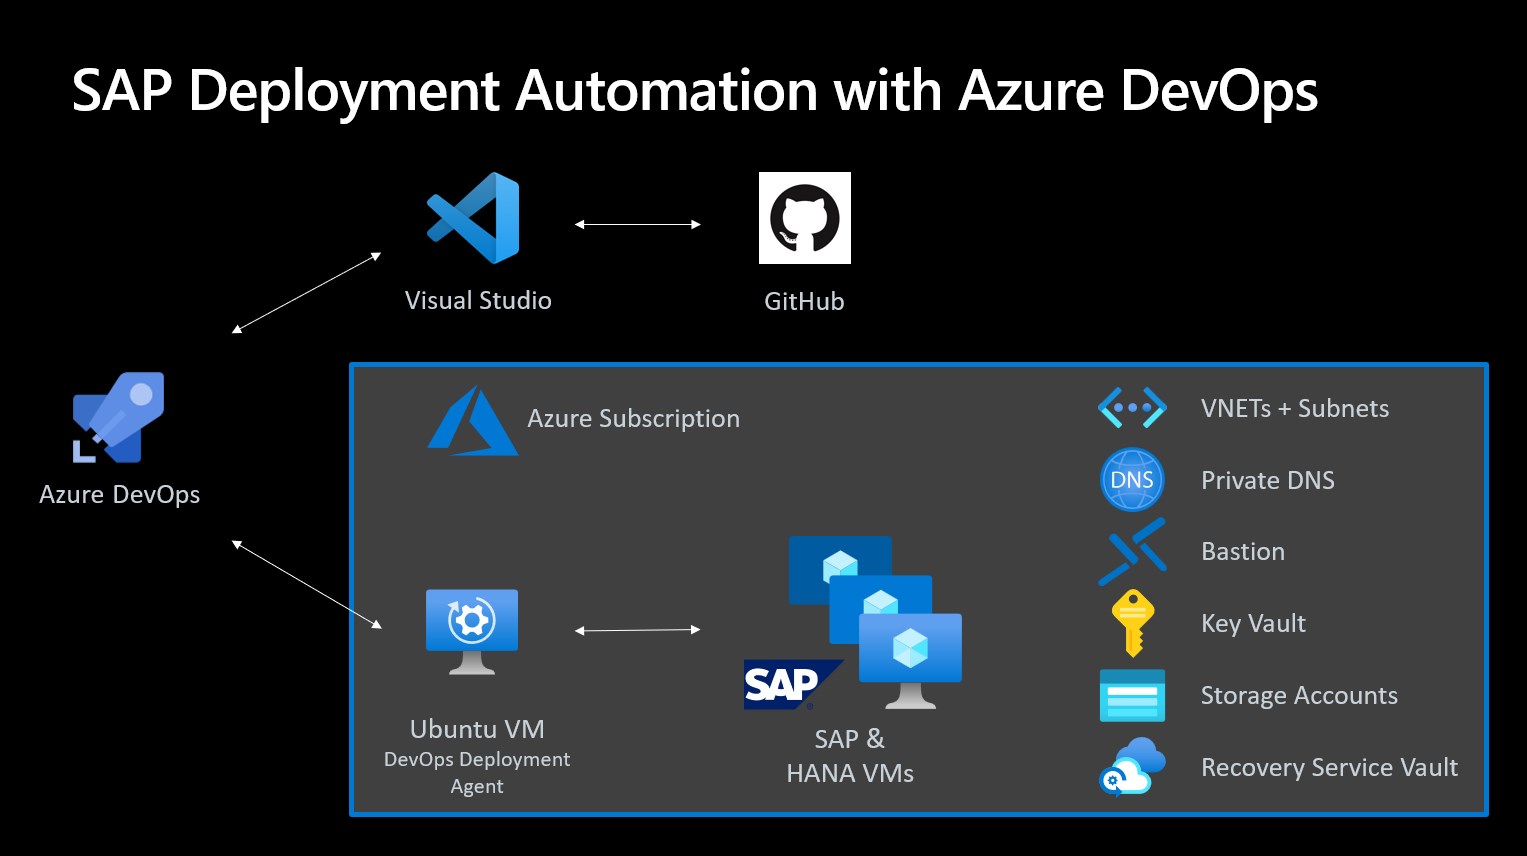 SAP Deployment Automation with Azure DevOps
Visual Studio
GitHub
Azure DevOps
Azure Subscription
Ubuntu VM
DevOps Deployment
Agent
SAP
SAP &
HANA VMs
VNETs + Subnets
DNS
Private DNS
Bastion
Key Vault
Storage Accounts
Recovery Service Vault